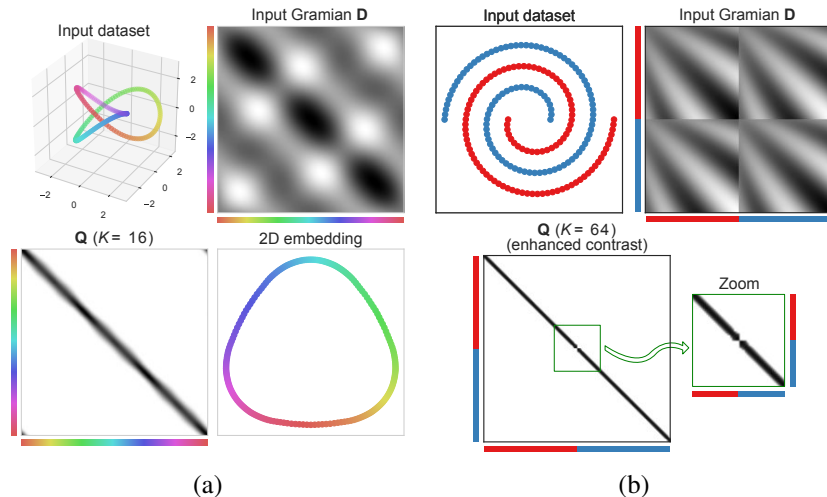 Input dataset
Input Gramian D
2
0
−2
−2
0
2
−2
0
2
Q (K = 16)
2D embedding
(a)
Input dataset
Input Gramian D
Q (K = 64)
(enhanced contrast)
Zoom
(b)